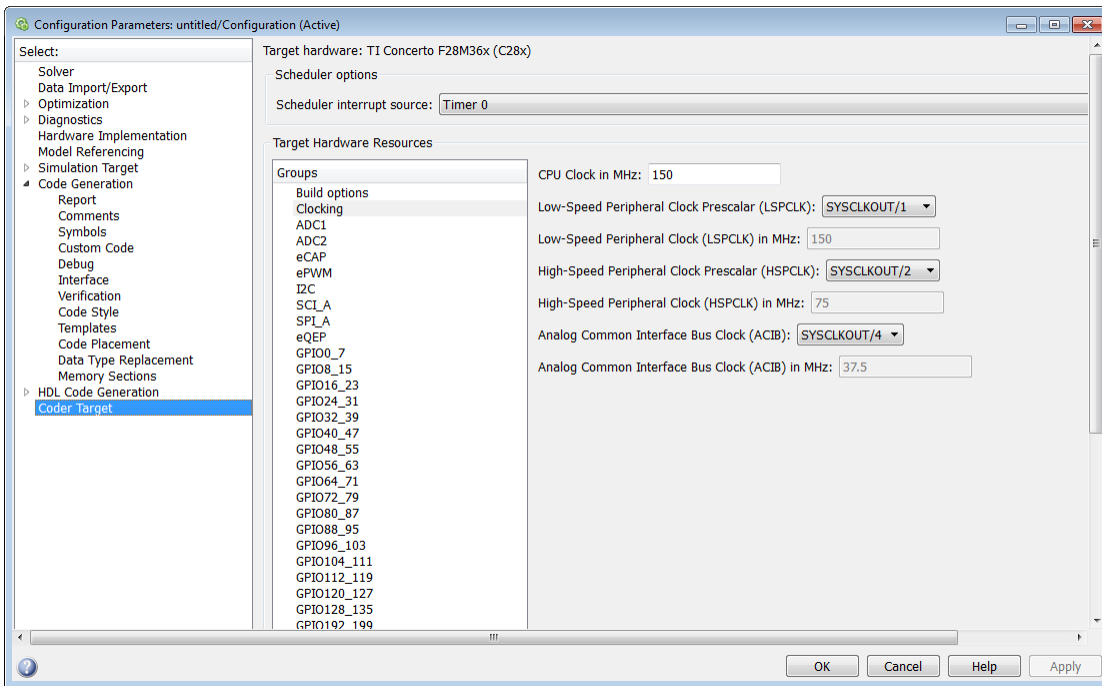 Configuration Parameters: untitled/Configuration (Active)
Select:
Solver
Data Import/Export
Optimization
Diagnostics
Hardware Implementation
Model Referencing
Simulation Target
Code Generation
Report
Comments
Symbols
Custom Code
Debug
Interface
Verification
Code Style
Templates
Code Placement
Data Type Replacement
Memory Sections
HDL Code Generation
Coder Target
Target hardware: TI Concerto F28M36x (C28x)
Scheduler options
Scheduler interrupt source: Timer 0
Target Hardware Resources
Groups
Build options
Clocking
ADC1
ADC2
eCAP
ePWM
I2C
SCI_A
SPI_A
eQEP
GPIO0_7
GPIO8_15
GPIO16_23
GPIO24_31
GPIO32_39
GPIO40_47
GPIO48_55
GPIO56_63
GPIO64_71
GPIO72_79
GPIO80_87
GPIO88_95
GPIO96_103
GPIO104_111
GPIO112_119
GPIO120_127
GPIO128_135
GPIO192_199
CPU Clock in MHz: 150
Low-Speed Peripheral Clock Prescalar (LSPCLK): SYSCLKOUT/1
Low-Speed Peripheral Clock (LSPCLK) in MHz: 150
High-Speed Peripheral Clock Prescalar (HSPCLK): SYSCLKOUT/2
High-Speed Peripheral Clock (HSPCLK) in MHz: 75
Analog Common Interface Bus Clock (ACIB): SYSCLKOUT/4
Analog Common Interface Bus Clock (ACIB) in MHz: 37.5
OK
Cancel
Help
Apply